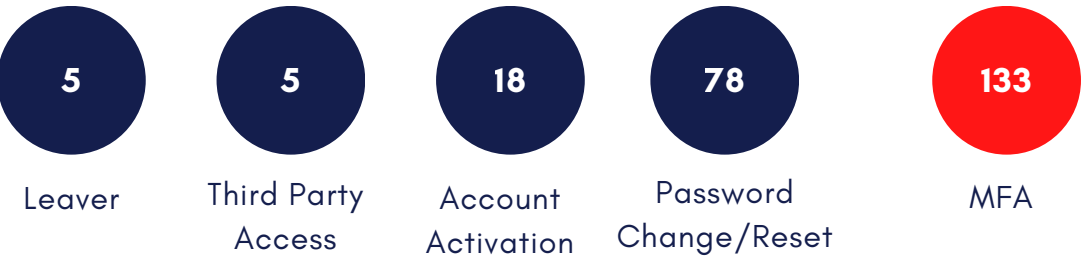 5
5
18
78
133
Leaver
Third Party
Access
Account
Activation
Password
Change/Reset
MFA